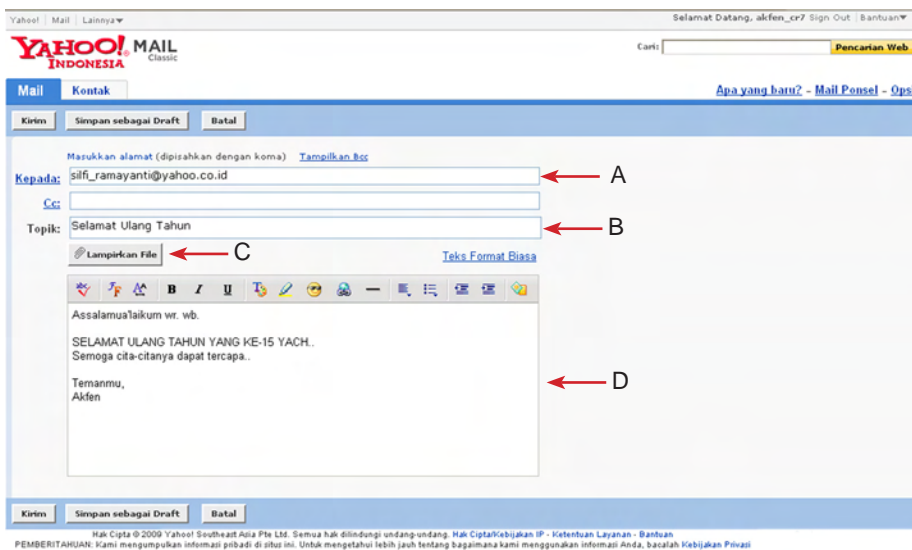 Yahoo! Mail Lainnya Selamat Datang, akfen_cr7 Sign Out Bantuan
YAHOO! MAIL
INDONESIA Classic
Cari: Pencarian Web
Mail Kontak Apa yang baru? - Mail Ponsel - Ops
Kirim Simpan sebagai Draft Batal
Masukkan alamat (dipisahkan dengan koma) Tampilkan Bcc
Kepada: silfi_ramayanti@yahoo.co.id A
Cc:
Topik: Selamat Ulang Tahun B
Lampirkan File C Teks Format Biasa
B I U
Assalamua'laikum wr. wb.
SELAMAT ULANG TAHUN YANG KE-15 YACH..
Semoga cita-citanya dapat tercapa..
Temanmu, D
Akfen
Kirim Simpan sebagai Draft Batal
Hak Cipta © 2009 Yahoo! Southeast Asia Pte Ltd. Semua hak dilindungi undang-undang. Hak Cipta/Kebijakan IP - Ketentuan Layanan - Bantuan
PEMBERITAHUAN: Kami mengumpulkan informasi pribadi di situs ini. Untuk mengetahui lebih jauh tentang bagaimana kami menggunakan informasi Anda, bacalah Kebijakan Privasi